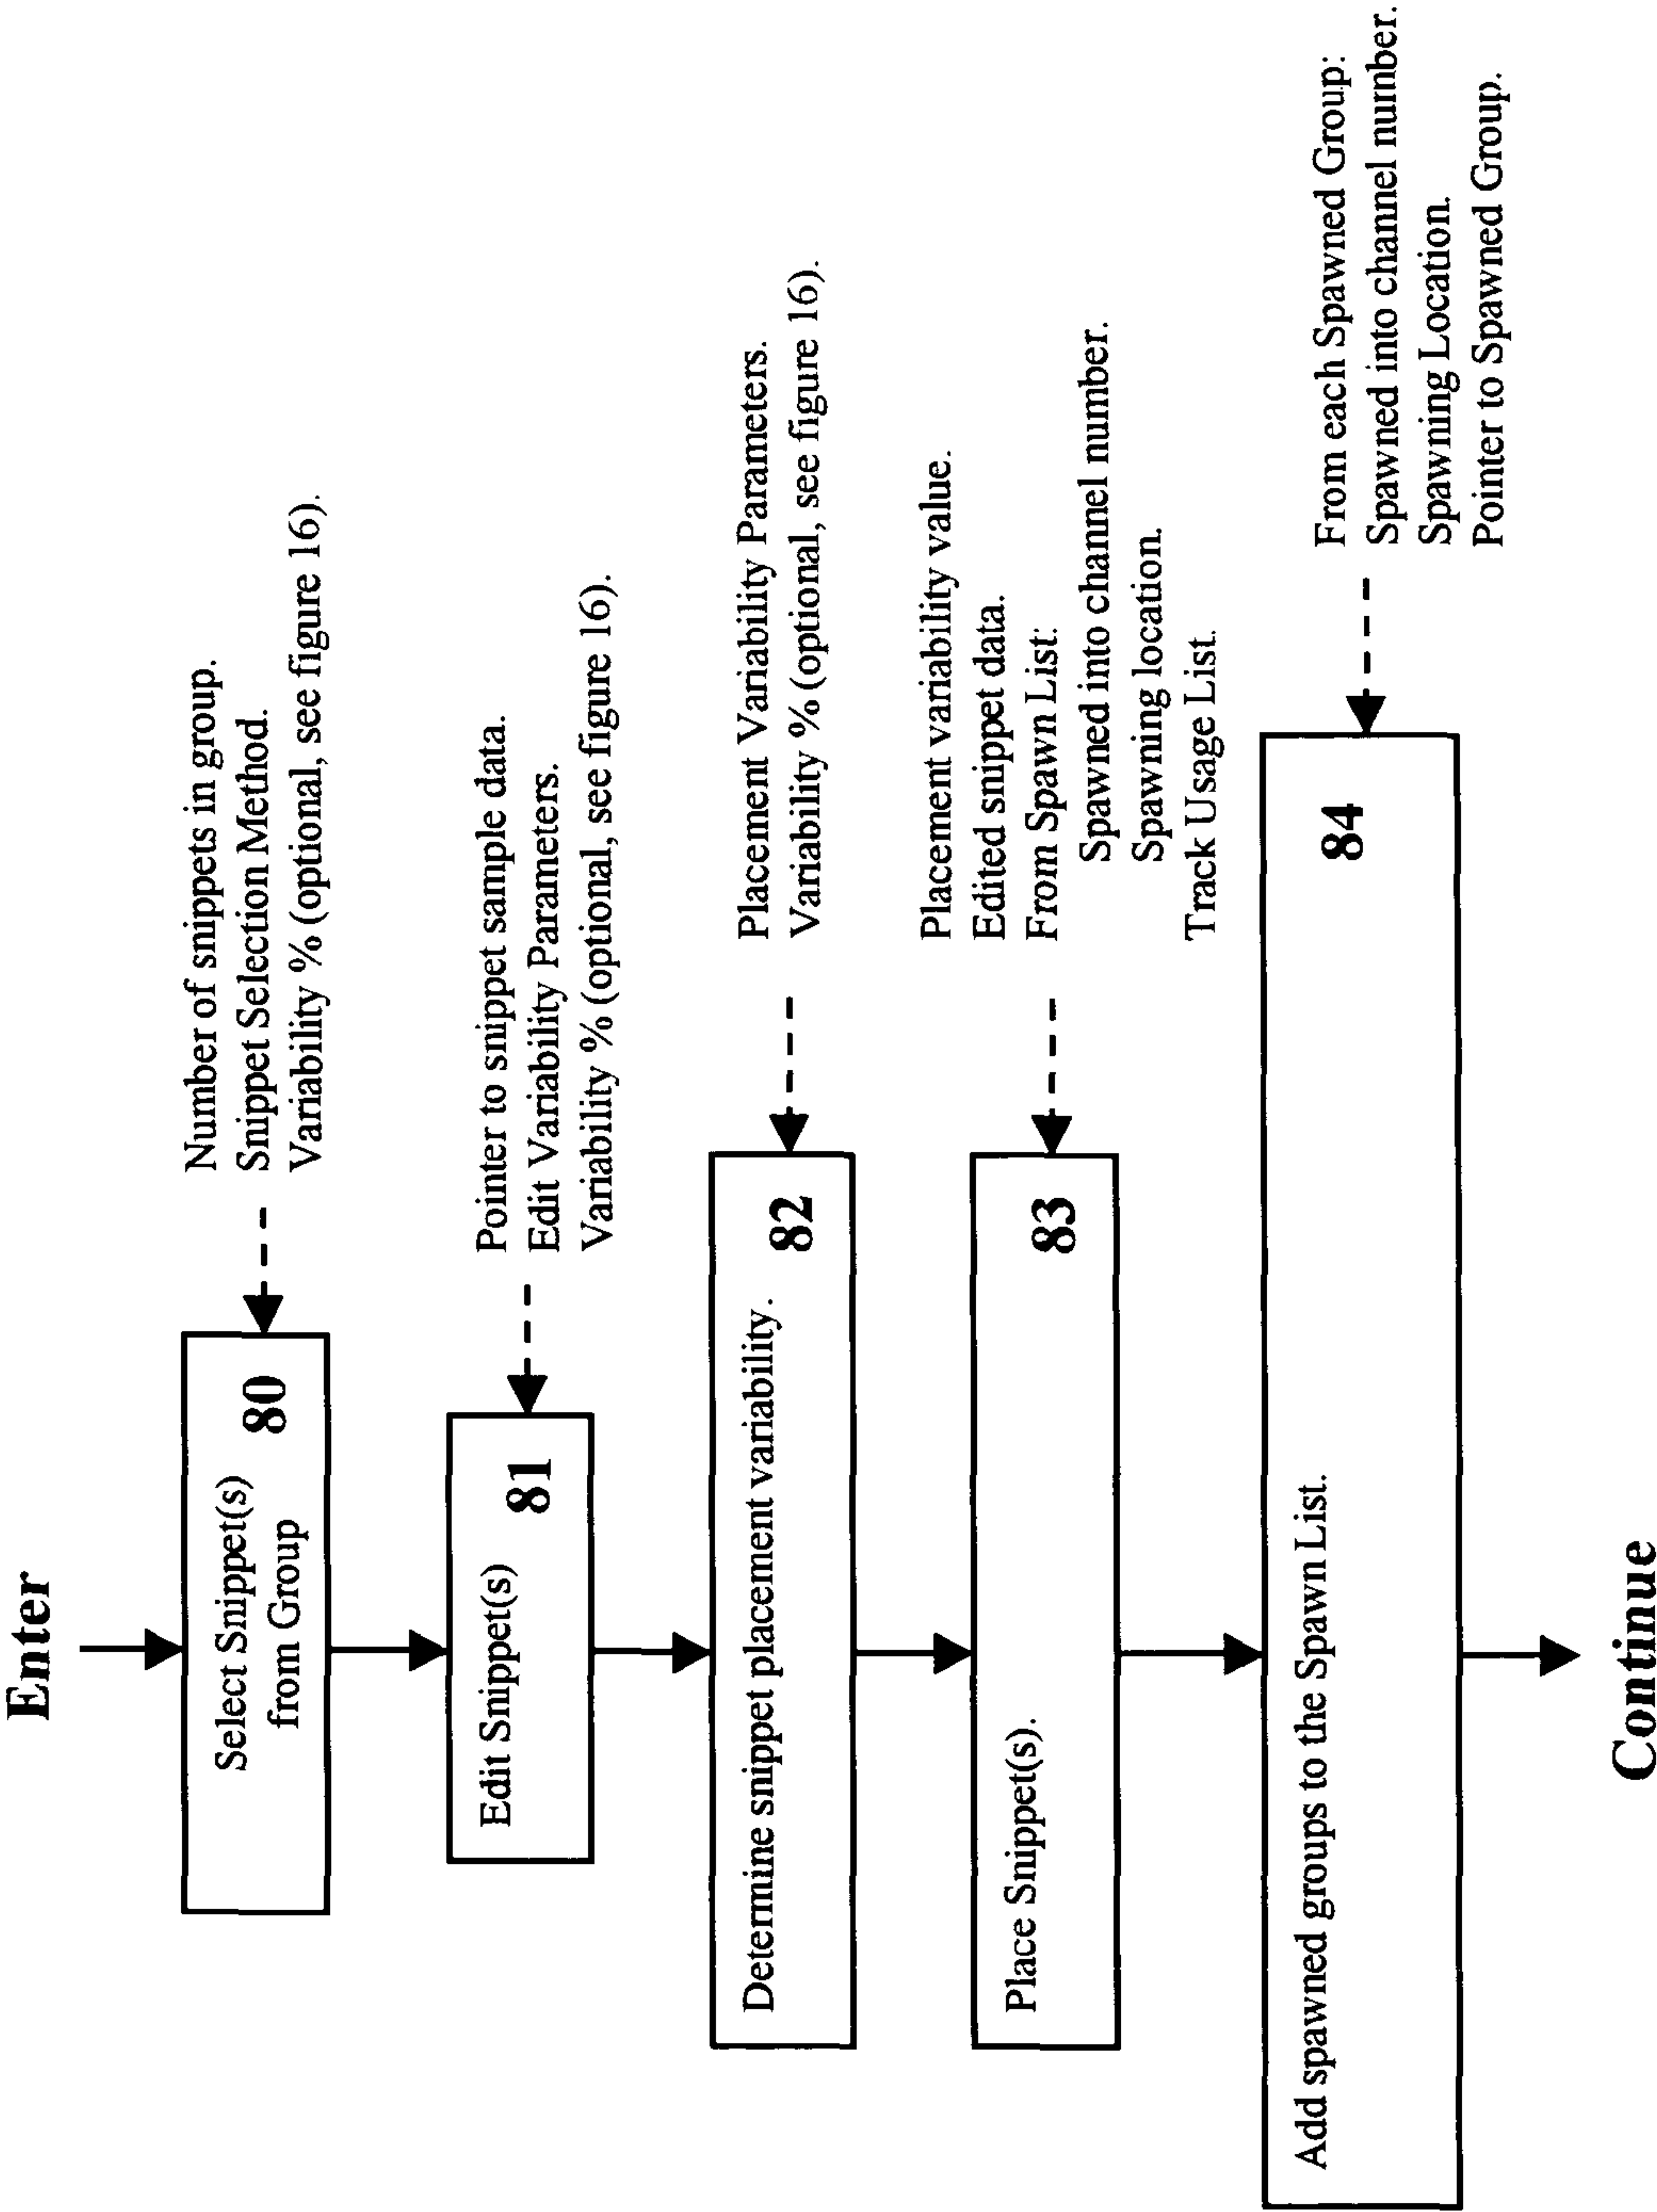 Enter
Select Snippet(s)
from Group
80
Number of snippets in group.
Snippet Selection Method.
Variability % (optional, see figure 16).
Edit Snippet(s)
81
Pointer to snippet sample data.
Edit Variability Parameters.
Variability % (optional, see figure 16).
Determine snippet placement variability.
82
Placement Variability Parameters.
Variability % (optional, see figure 16).
Place Snippet(s).
83
Placement variability value.
Edited snippet data.
From Spawn List:
Spawned into channel number.
Spawning location.
Track Usage List.
Add spawned groups to the Spawn List.
84
From each Spawned Group:
Spawned into channel number.
Spawning Location.
Pointer to Spawned Group.
Continue